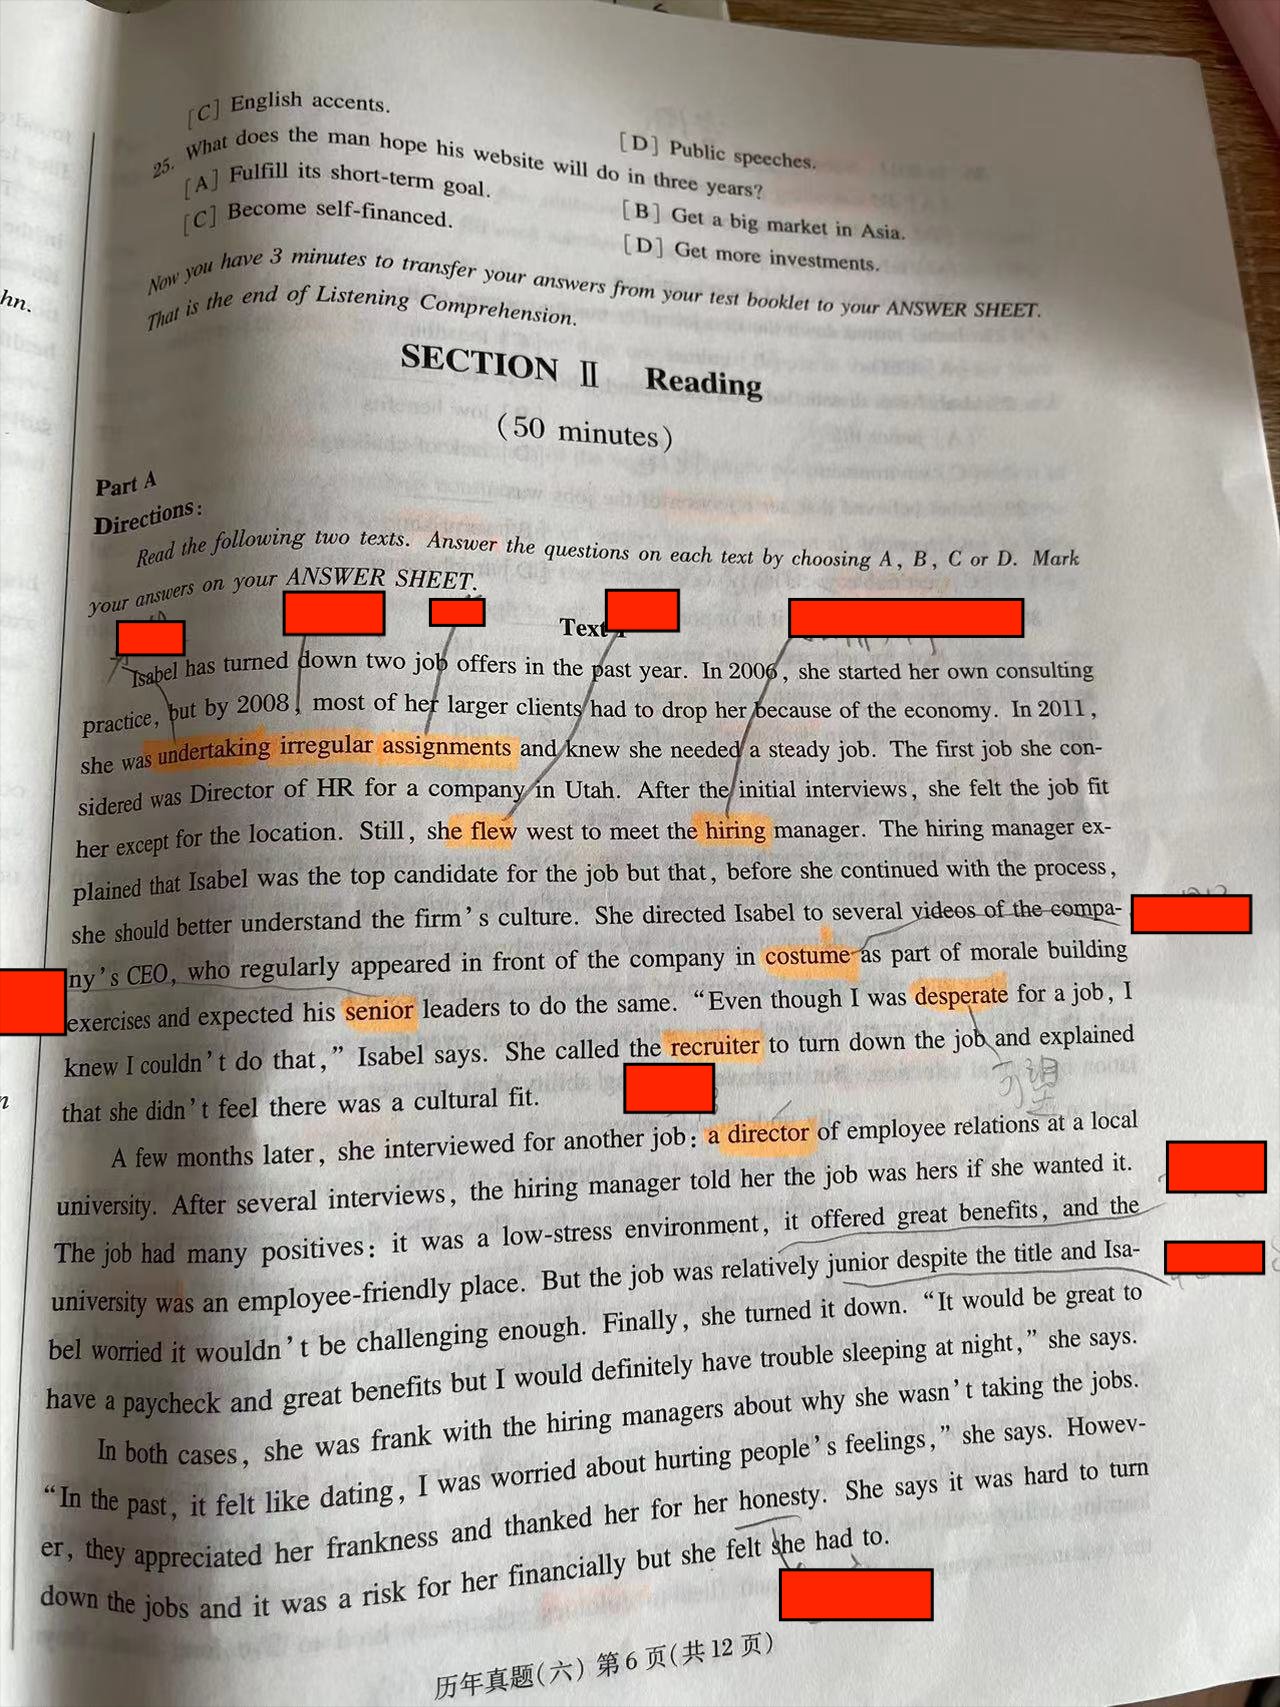 [C] English accents.
[D] Public speeches.
25. What does the man hope his website will do in three years?
[A] Fulfill its short-term goal.
[B] Get a big market in Asia.
[C] Become self-financed.
[D] Get more investments.
Now you have 3 minutes to transfer your answers from your test booklet to your ANSWER SHEET.
That is the end of Listening Comprehension.
hn.
SECTION Ⅱ Reading
(50 minutes)
Part A
Directions:
Read the following two texts. Answer the questions on each text by choosing A, B, C or D. Mark
your answers on your ANSWER SHEET.
Text
Isabel has turned down two job offers in the past year. In 2006, she started her own consulting
practice, but by 2008, most of her larger clients had to drop her because of the economy. In 2011,
she was undertaking irregular assignments and knew she needed a steady job. The first job she con-
sidered was Director of HR for a company in Utah. After the initial interviews, she felt the job fit
her except for the location. Still, she flew west to meet the hiring manager. The hiring manager ex-
plained that Isabel was the top candidate for the job but that, before she continued with the process,
she should better understand the firm's culture. She directed Isabel to several videos of the compa-
ny's CEO, who regularly appeared in front of the company in costume as part of morale building
exercises and expected his senior leaders to do the same. "Even though I was desperate for a job, I
knew I couldn't do that," Isabel says. She called the recruiter to turn down the job and explained
that she didn't feel there was a cultural fit.
A few months later, she interviewed for another job: a director of employee relations at a local
university. After several interviews, the hiring manager told her the job was hers if she wanted it.
The job had many positives: it was a low-stress environment, it offered great benefits, and the
university was an employee-friendly place. But the job was relatively junior despite the title and Isa-
bel worried it wouldn't be challenging enough. Finally, she turned it down. "It would be great to
have a paycheck and great benefits but I would definitely have trouble sleeping at night," she says.
In both cases, she was frank with the hiring managers about why she wasn't taking the jobs.
"In the past, it felt like dating, I was worried about hurting people's feelings," she says. Howev-
er, they appreciated her frankness and thanked her for her honesty. She says it was hard to turn
down the jobs and it was a risk for her financially but she felt she had to.
历年真题(六) 第6页(共12页)